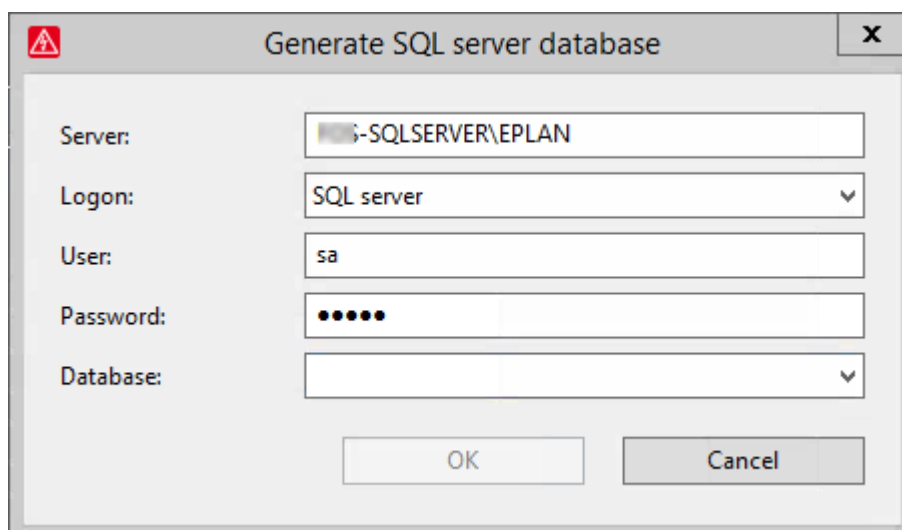 Generate SQL server database
x
Server:
-SQLSERVER\EPLAN
Logon:
SQL server
User:
sa
Password:
•••••
Database:
OK
Cancel